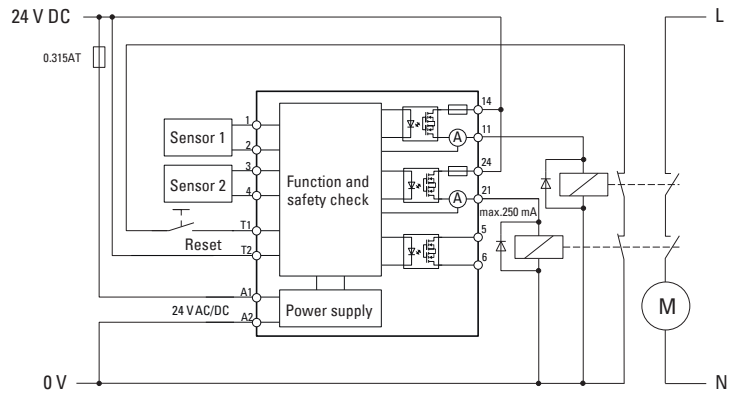 24 V DC
L
0.315AT
14
1
11
Sensor 1
2
A
3
24
Sensor 2
Function and
safety check
4
21
A
max.250 mA
T1
5
Reset
T2
6
A1
24 V AC/DC
Power supply
A2
M
0 V
N